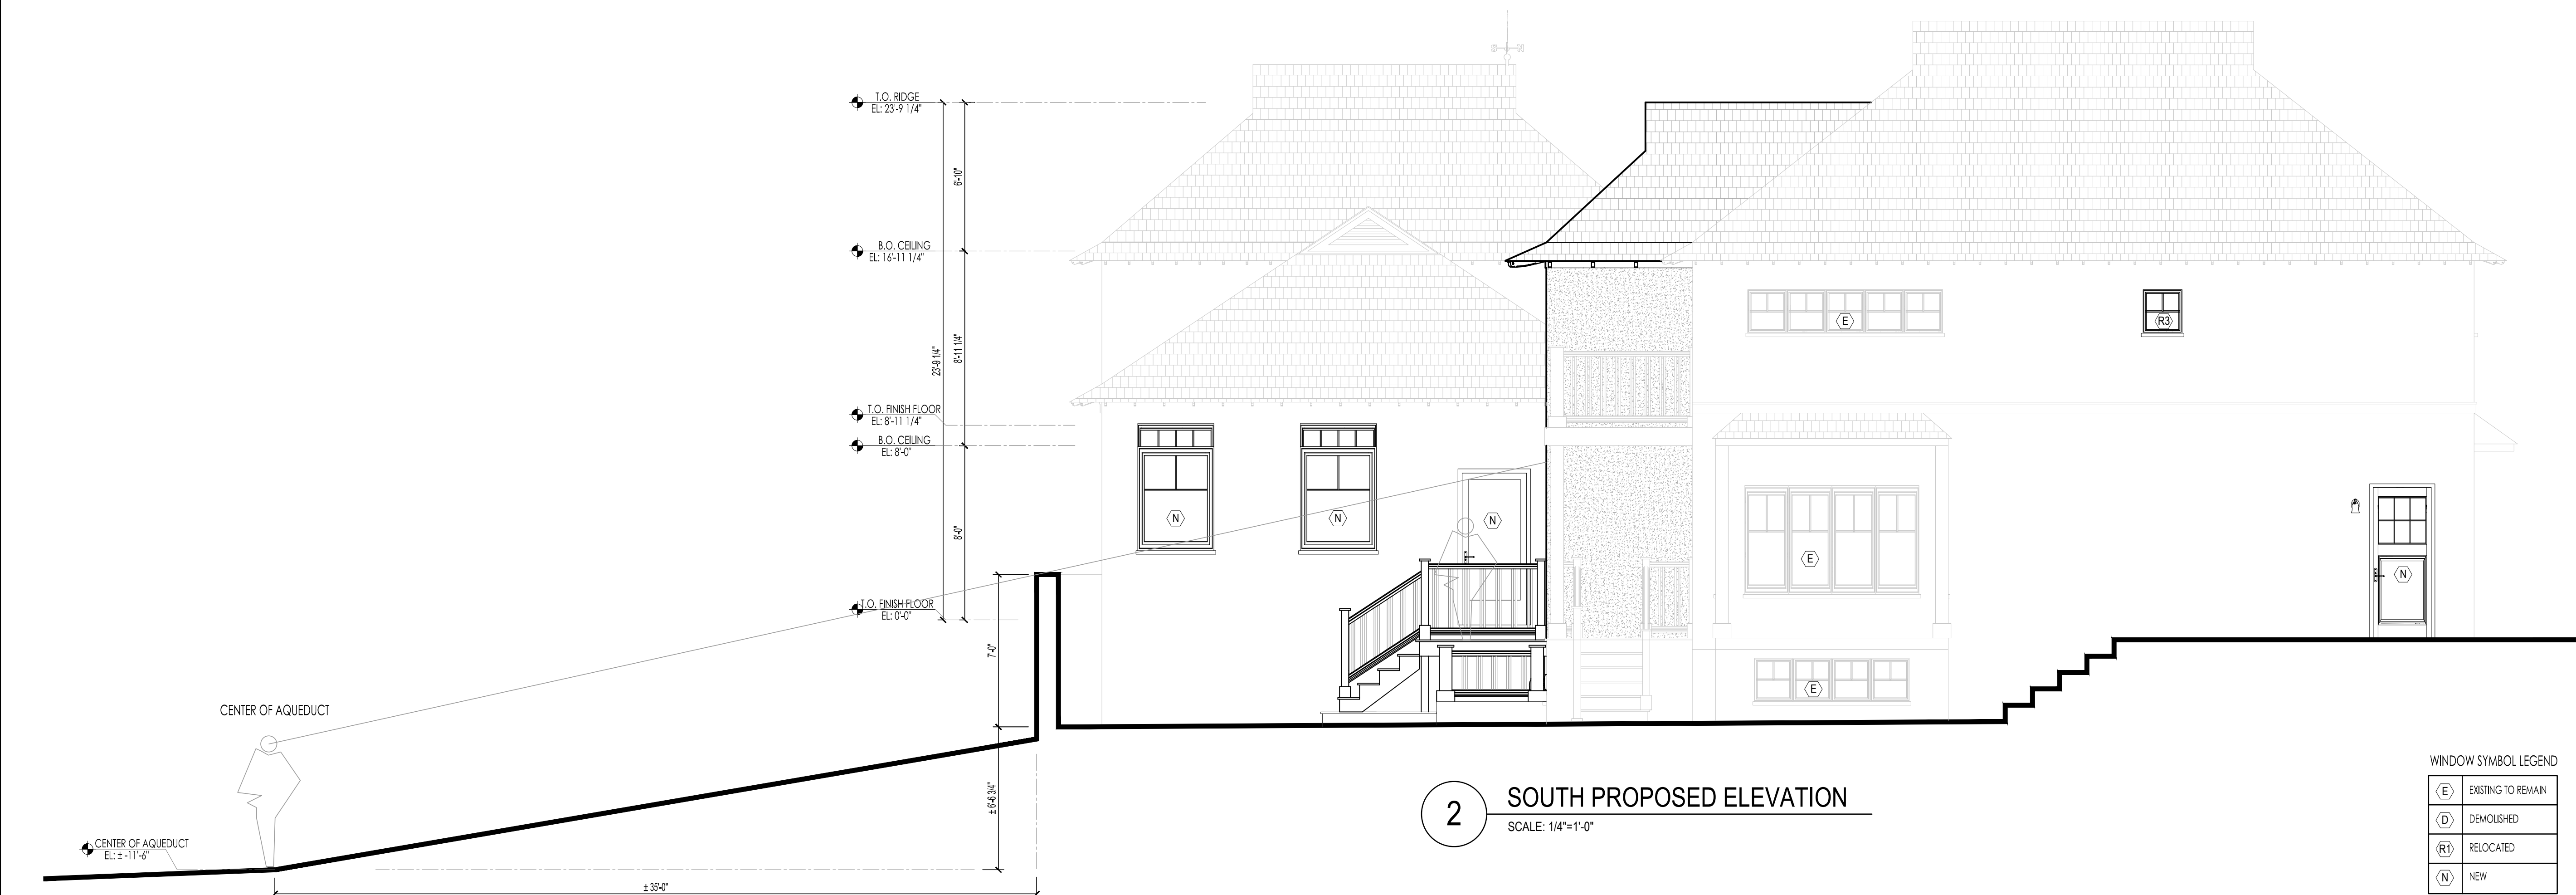 S N
T.O. RIDGE
EL: 23'-9 1/4"
6'-10"
B.O. CEILING
EL: 16'-11 1/4"
8'-11 1/4"
23'-9 1/4"
T.O. FINISH FLOOR
EL: 8'-11 1/4"
B.O. CEILING
EL: 8'-0"
8'-0"
T.O. FINISH FLOOR
EL: 0'-0"
7'-0"
E
R3
N
N
N
E
N
E
CENTER OF AQUEDUCT
± 6'-6 3/4"
CENTER OF AQUEDUCT
EL: ± -11'-6"
± 35'-0"
2
SOUTH PROPOSED ELEVATION
SCALE: 1/4"=1'-0"
WINDOW SYMBOL LEGEND
E EXISTING TO REMAIN
D DEMOLISHED
R1 RELOCATED
N NEW